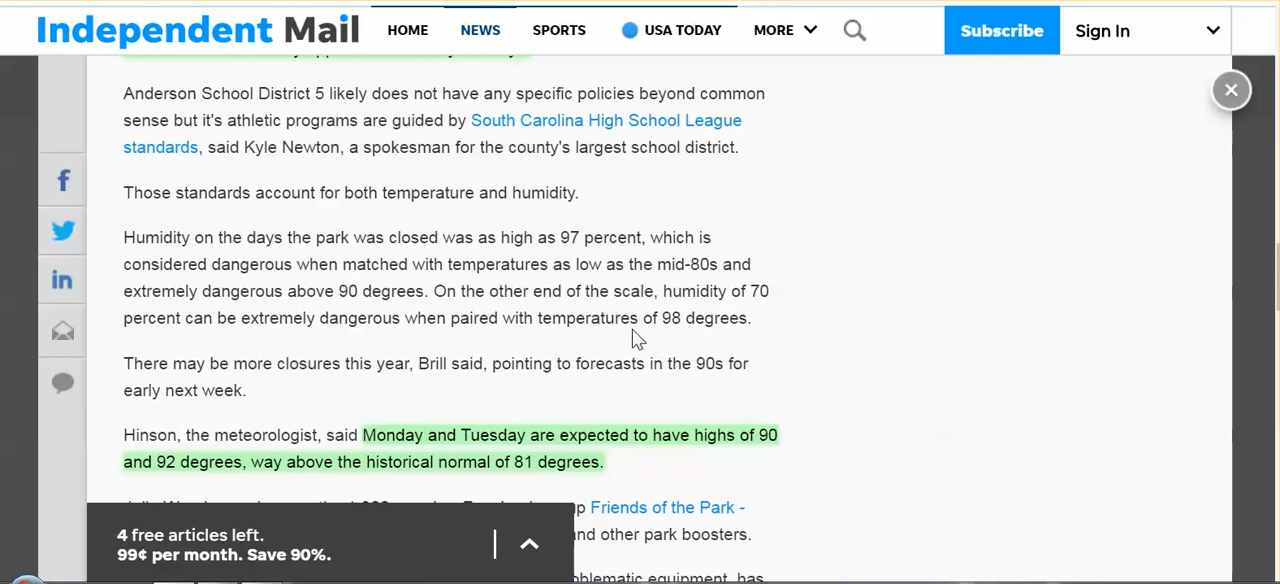 Independent Mail
HOME NEWS SPORTS USA TODAY MORE
Subscribe Sign In
Anderson School District 5 likely does not have any specific policies beyond common
sense but it's athletic programs are guided by South Carolina High School League
standards, said Kyle Newton, a spokesman for the county's largest school district.
Those standards account for both temperature and humidity.
Humidity on the days the park was closed was as high as 97 percent, which is
considered dangerous when matched with temperatures as low as the mid-80s and
extremely dangerous above 90 degrees. On the other end of the scale, humidity of 70
percent can be extremely dangerous when paired with temperatures of 98 degrees.
There may be more closures this year, Brill said, pointing to forecasts in the 90s for
early next week.
Hinson, the meteorologist, said Monday and Tuesday are expected to have highs of 90
and 92 degrees, way above the historical normal of 81 degrees.
up Friends of the Park -
and other park boosters.
problematic equipment, has
4 free articles left.
99¢ per month. Save 90%.